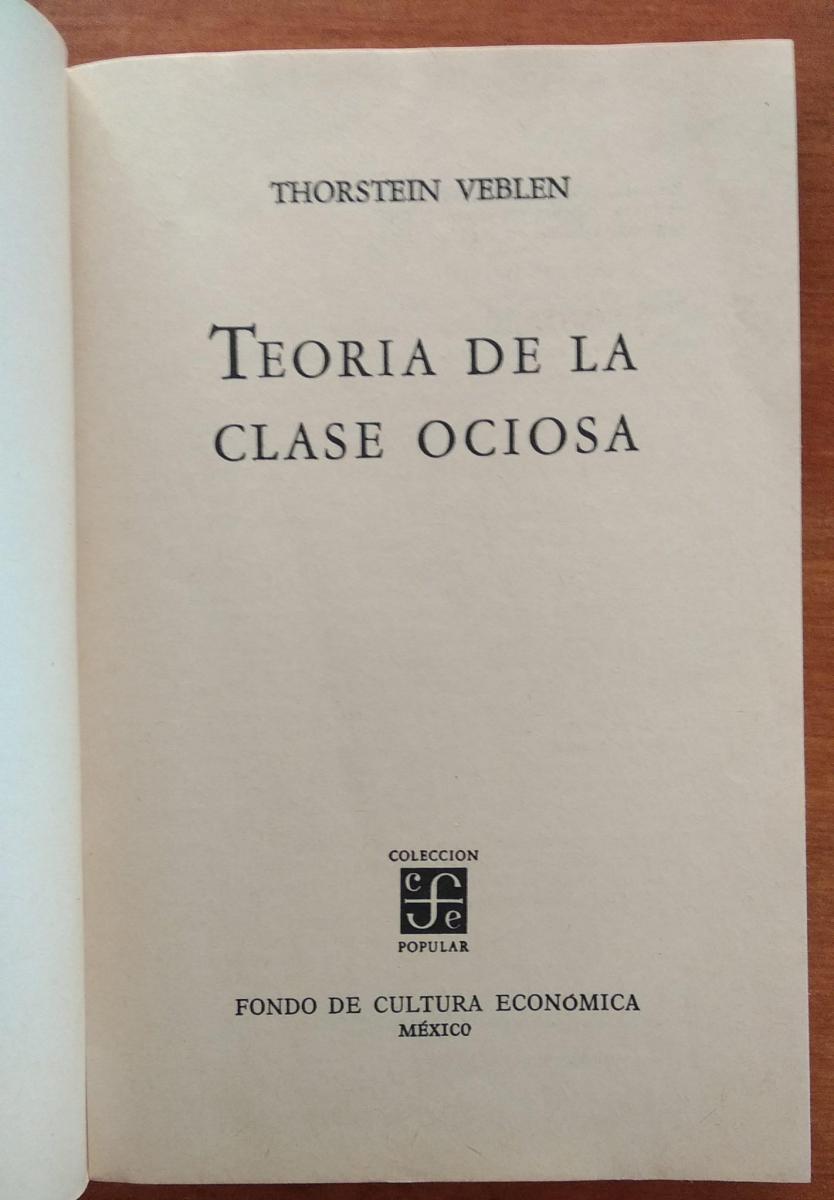 THORSTEIN VEBLEN
TEORIA DE LA
CLASE OCIOSA
COLECCION
cfe
POPULAR
FONDO DE CULTURA ECONÓMICA
MÉXICO